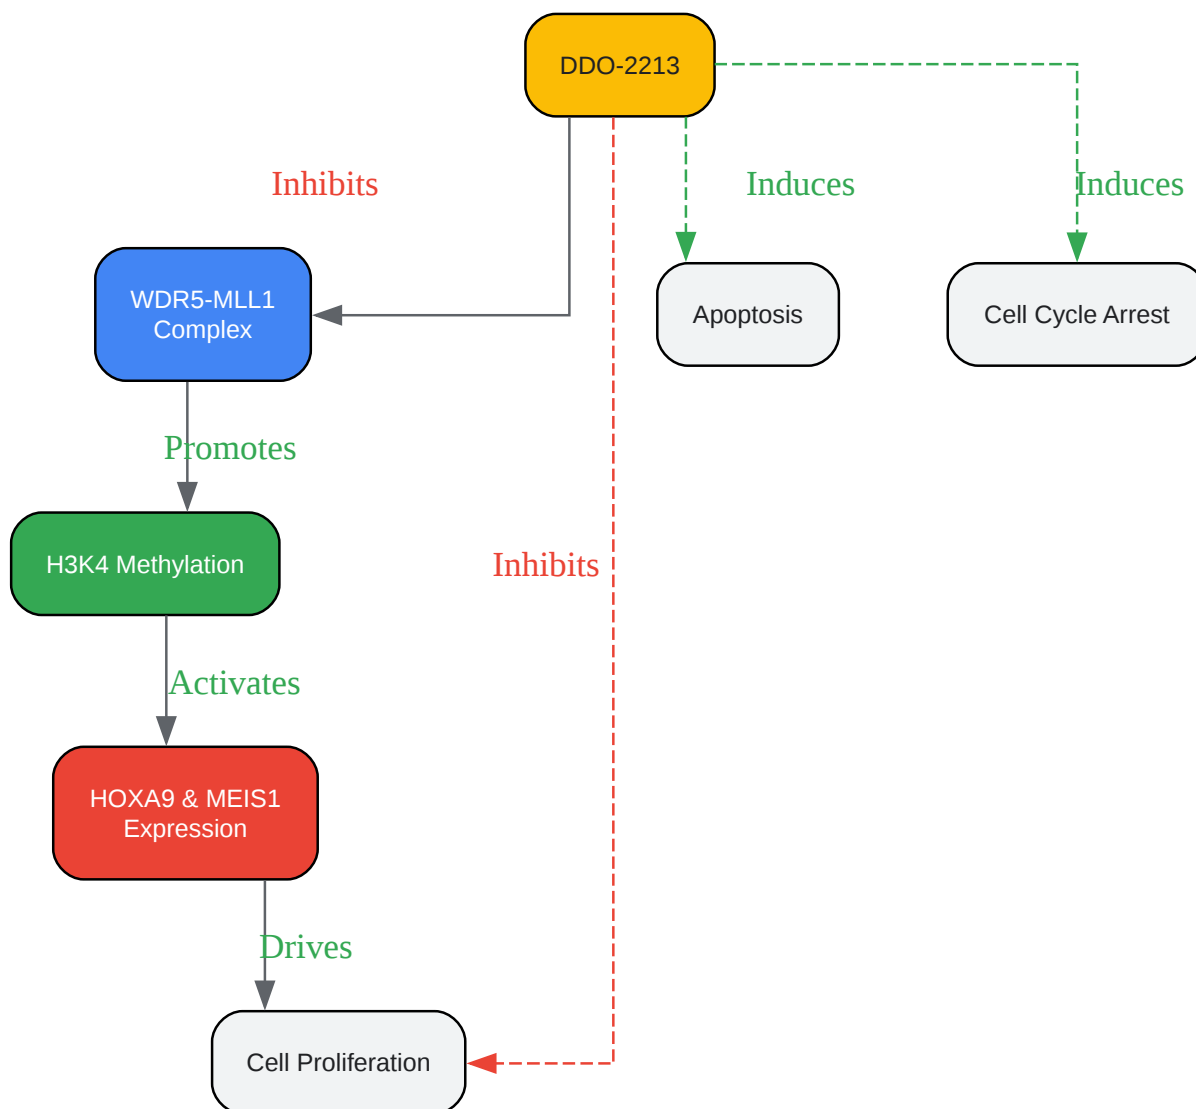 DDO-2213
Inhibits
Induces
Induces
WDR5-MLL1
Complex
Apoptosis
Cell Cycle Arrest
Promotes
H3K4 Methylation
Inhibits
Activates
HOXA9 & MEIS1
Expression
Drives
Cell Proliferation